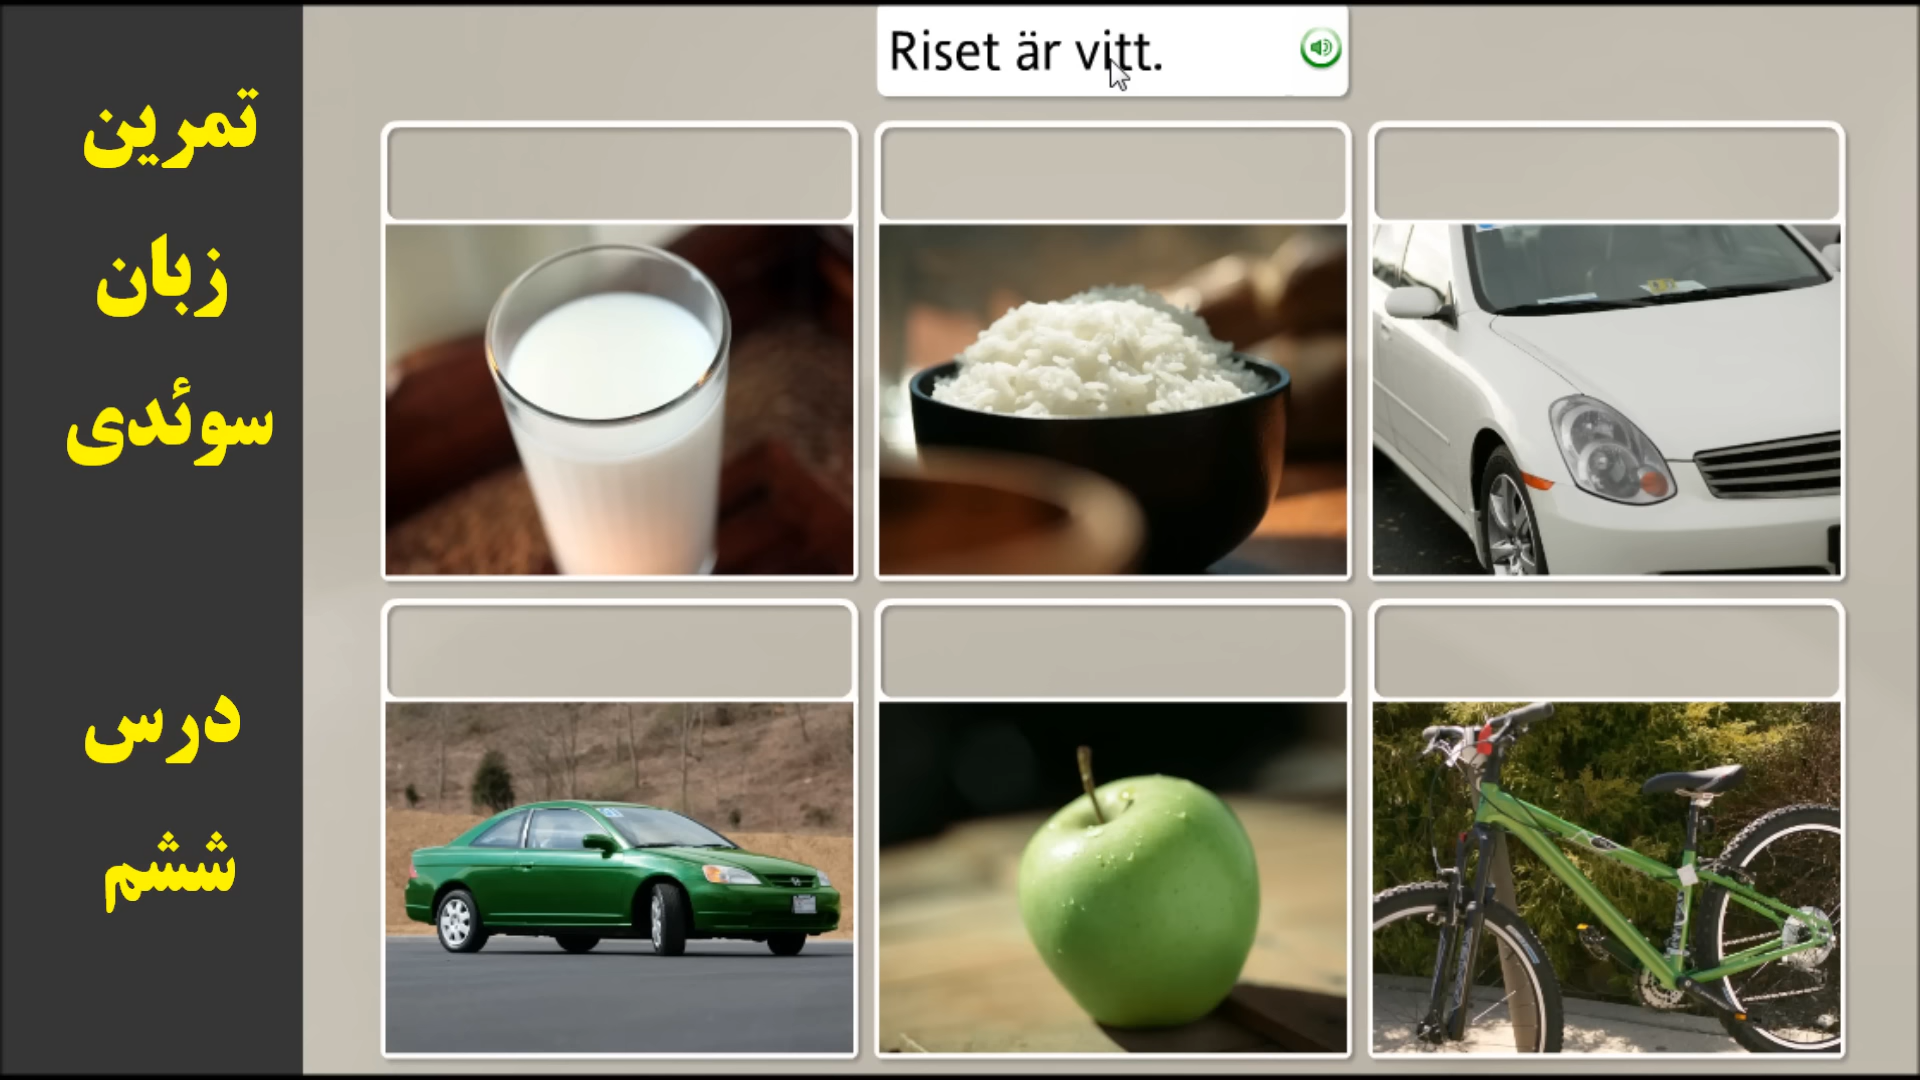 Riset är vitt.
تمرین
زبان
سوئدی
درس
ششم